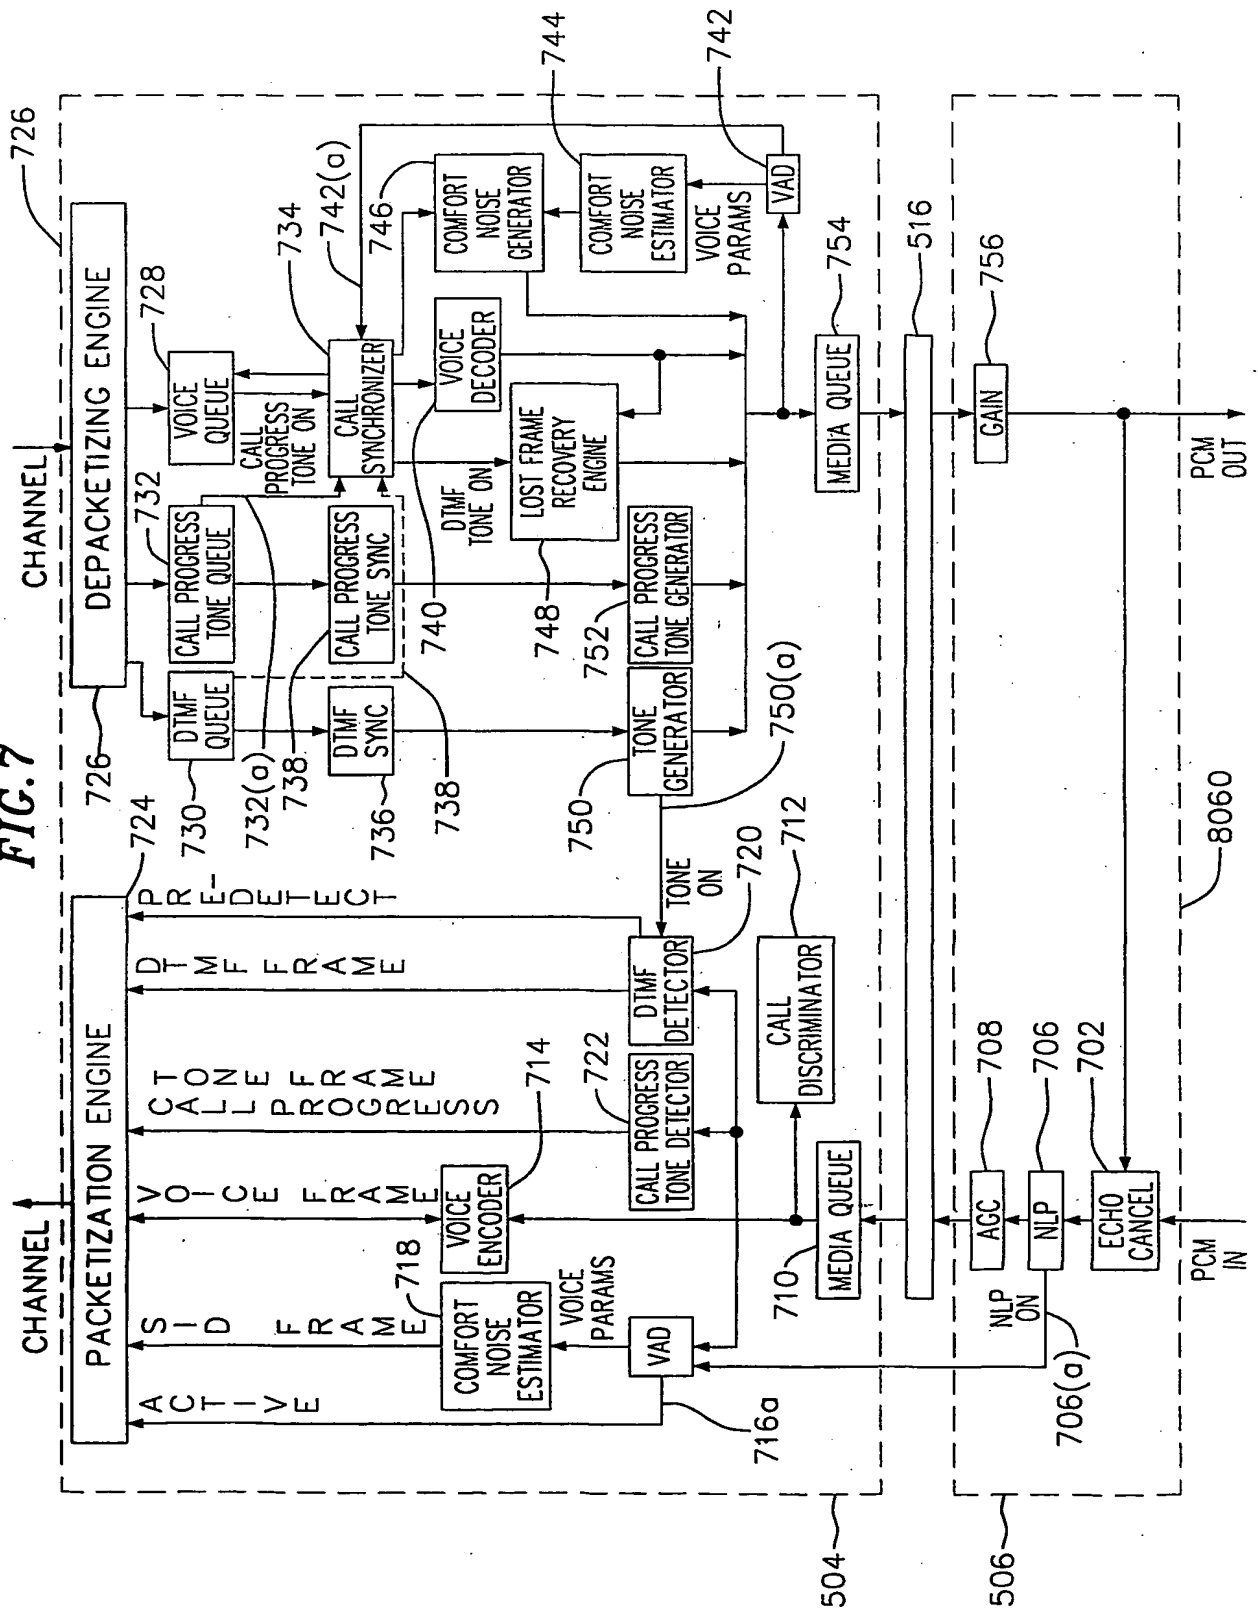 FIG.7
CHANNEL
CHANNEL
726
PACKETIZATION ENGINE
724
DEPACKETIZING ENGINE
726
ACTIVE
SID FRAME
VOICE FRAME
CALL PROGRESS
TONE FRAME
DTMF FRAME
PRE-DETECT
730
DTMF
QUEUE
732
CALL PROGRESS
TONE QUEUE
728
VOICE
QUEUE
732(a)
738
CALL
PROGRESS
TONE ON
734
742(a)
736
DTMF
SYNC
CALL PROGRESS
TONE SYNC
CALL
SYNCHRONIZER
746
738
740
DTMF
TONE ON
718
COMFORT
NOISE
ESTIMATOR
714
VOICE
ENCODER
VOICE
DECODER
COMFORT
NOISE
GENERATOR
744
748
LOST FRAME
RECOVERY
ENGINE
COMFORT
NOISE
ESTIMATOR
VOICE
PARAMS
722
750
752
VAD
CALL PROGRESS
TONE DETECTOR
DTMF
DETECTOR
TONE
ON
TONE
GENERATOR
CALL PROGRESS
TONE GENERATOR
VOICE
PARAMS
742
716a
720
750(a)
712
CALL
DISCRIMINATOR
VAD
710
MEDIA QUEUE
MEDIA QUEUE
754
504
516
AGC
708
GAIN
756
NLP
ON
NLP
706
706(a)
ECHO
CANCEL
702
506
8060
PCM
IN
PCM
OUT